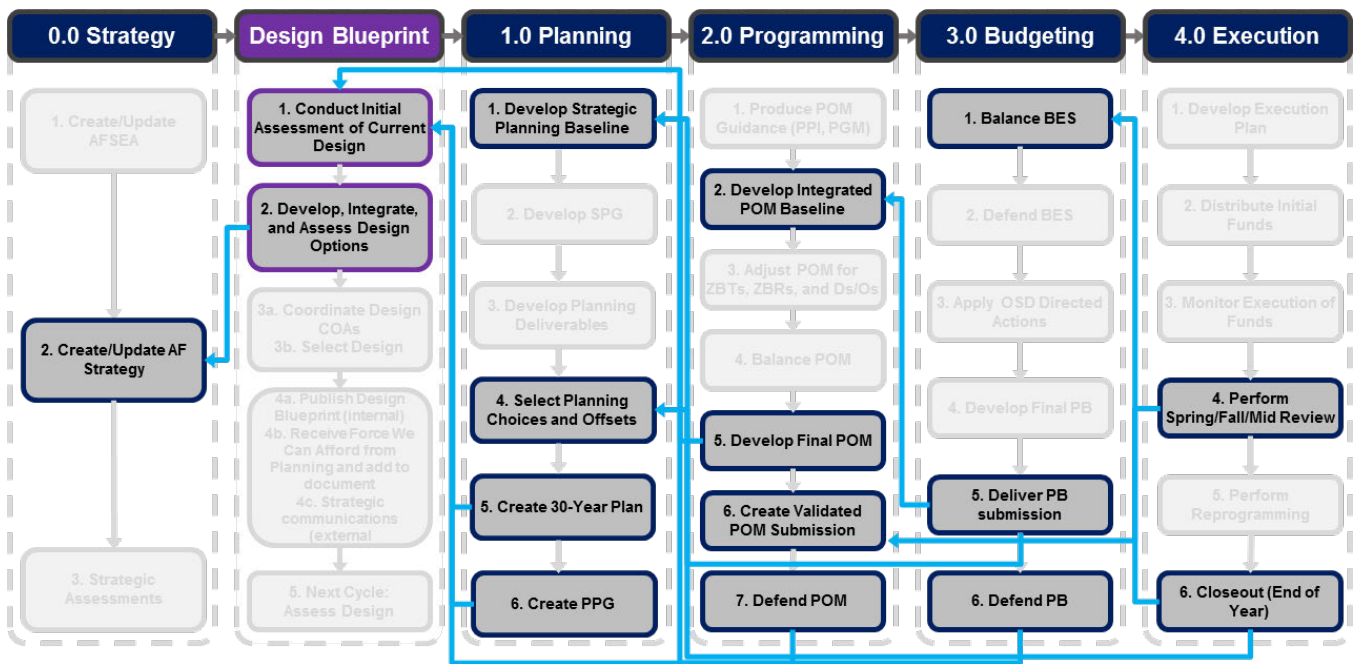 0.0 Strategy
Design Blueprint
1.0 Planning
2.0 Programming
3.0 Budgeting
4.0 Execution
1. Create/Update
AFSEA
2. Create/Update AF
Strategy
3. Strategic
Assessments
1. Conduct Initial
Assessment of Current
Design
2. Develop, Integrate,
and Assess Design
Options
3a. Coordinate Design
COAs
3b. Select Design
4a. Publish Design
Blueprint (internal)
4b. Receive Force We
Can Afford from
Planning and add to
document
4c. Strategic
communications
(external
5. Next Cycle:
Assess Design
1. Develop Strategic
Planning Baseline
2. Develop SPG
3. Develop Planning
Deliverables
4. Select Planning
Choices and Offsets
5. Create 30-Year Plan
6. Create PPG
1. Produce POM
Guidance (PPI, PGM)
2. Develop Integrated
POM Baseline
3. Adjust POM for
ZBTs, ZBRs, and Ds/Os
4. Balance POM
5. Develop Final POM
6. Create Validated
POM Submission
7. Defend POM
1. Balance BES
2. Defend BES
3. Apply OSD Directed
Actions
4. Develop Final PB
5. Deliver PB
submission
6. Defend PB
1. Develop Execution
Plan
2. Distribute Initial
Funds
3. Monitor Execution of
Funds
4. Perform
Spring/Fall/Mid Review
5. Perform
Reprogramming
6. Closeout (End of
Year)